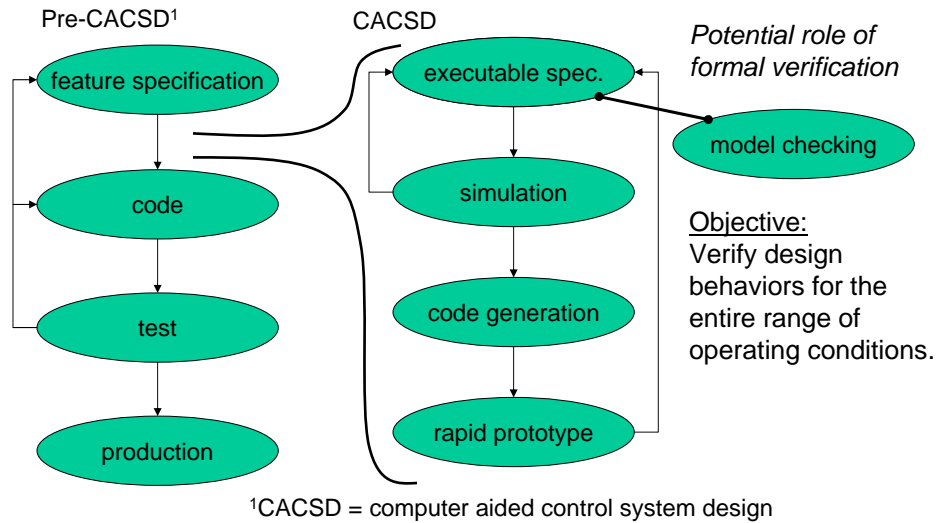 Pre-CACSD¹
feature specification
code
test
production
CACSD
executable spec.
simulation
code generation
rapid prototype
Potential role of
formal verification
model checking
Objective:
Verify design
behaviors for the
entire range of
operating conditions.
¹CACSD = computer aided control system design